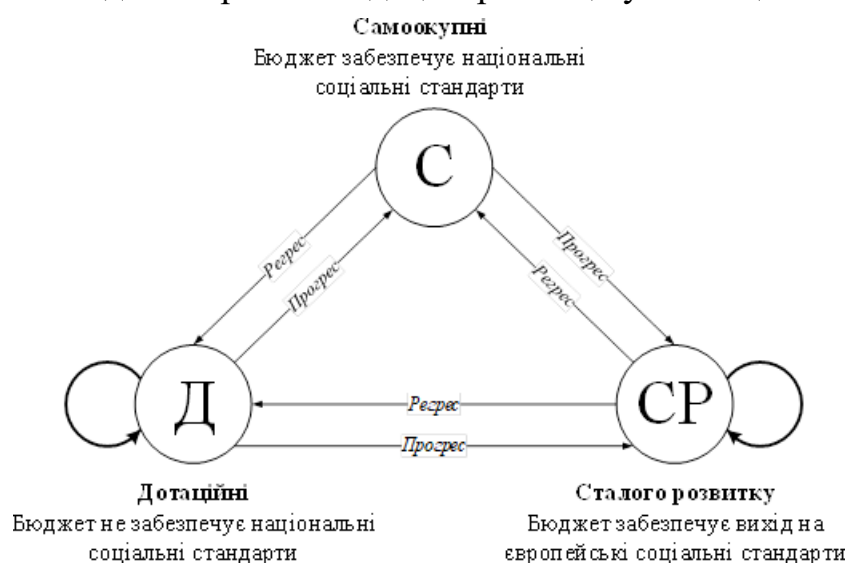 Самоокупні
Бюджет забезпечує національні
соціальні стандарти
С
Регрес
Прогрес
Прогрес
Регрес
Д
СР
Регрес
Прогрес
Дотаційні
Бюджет не забезпечує національні
соціальні стандарти
Сталого розвитку
Бюджет забезпечує вихід на
європейські соціальні стандарти